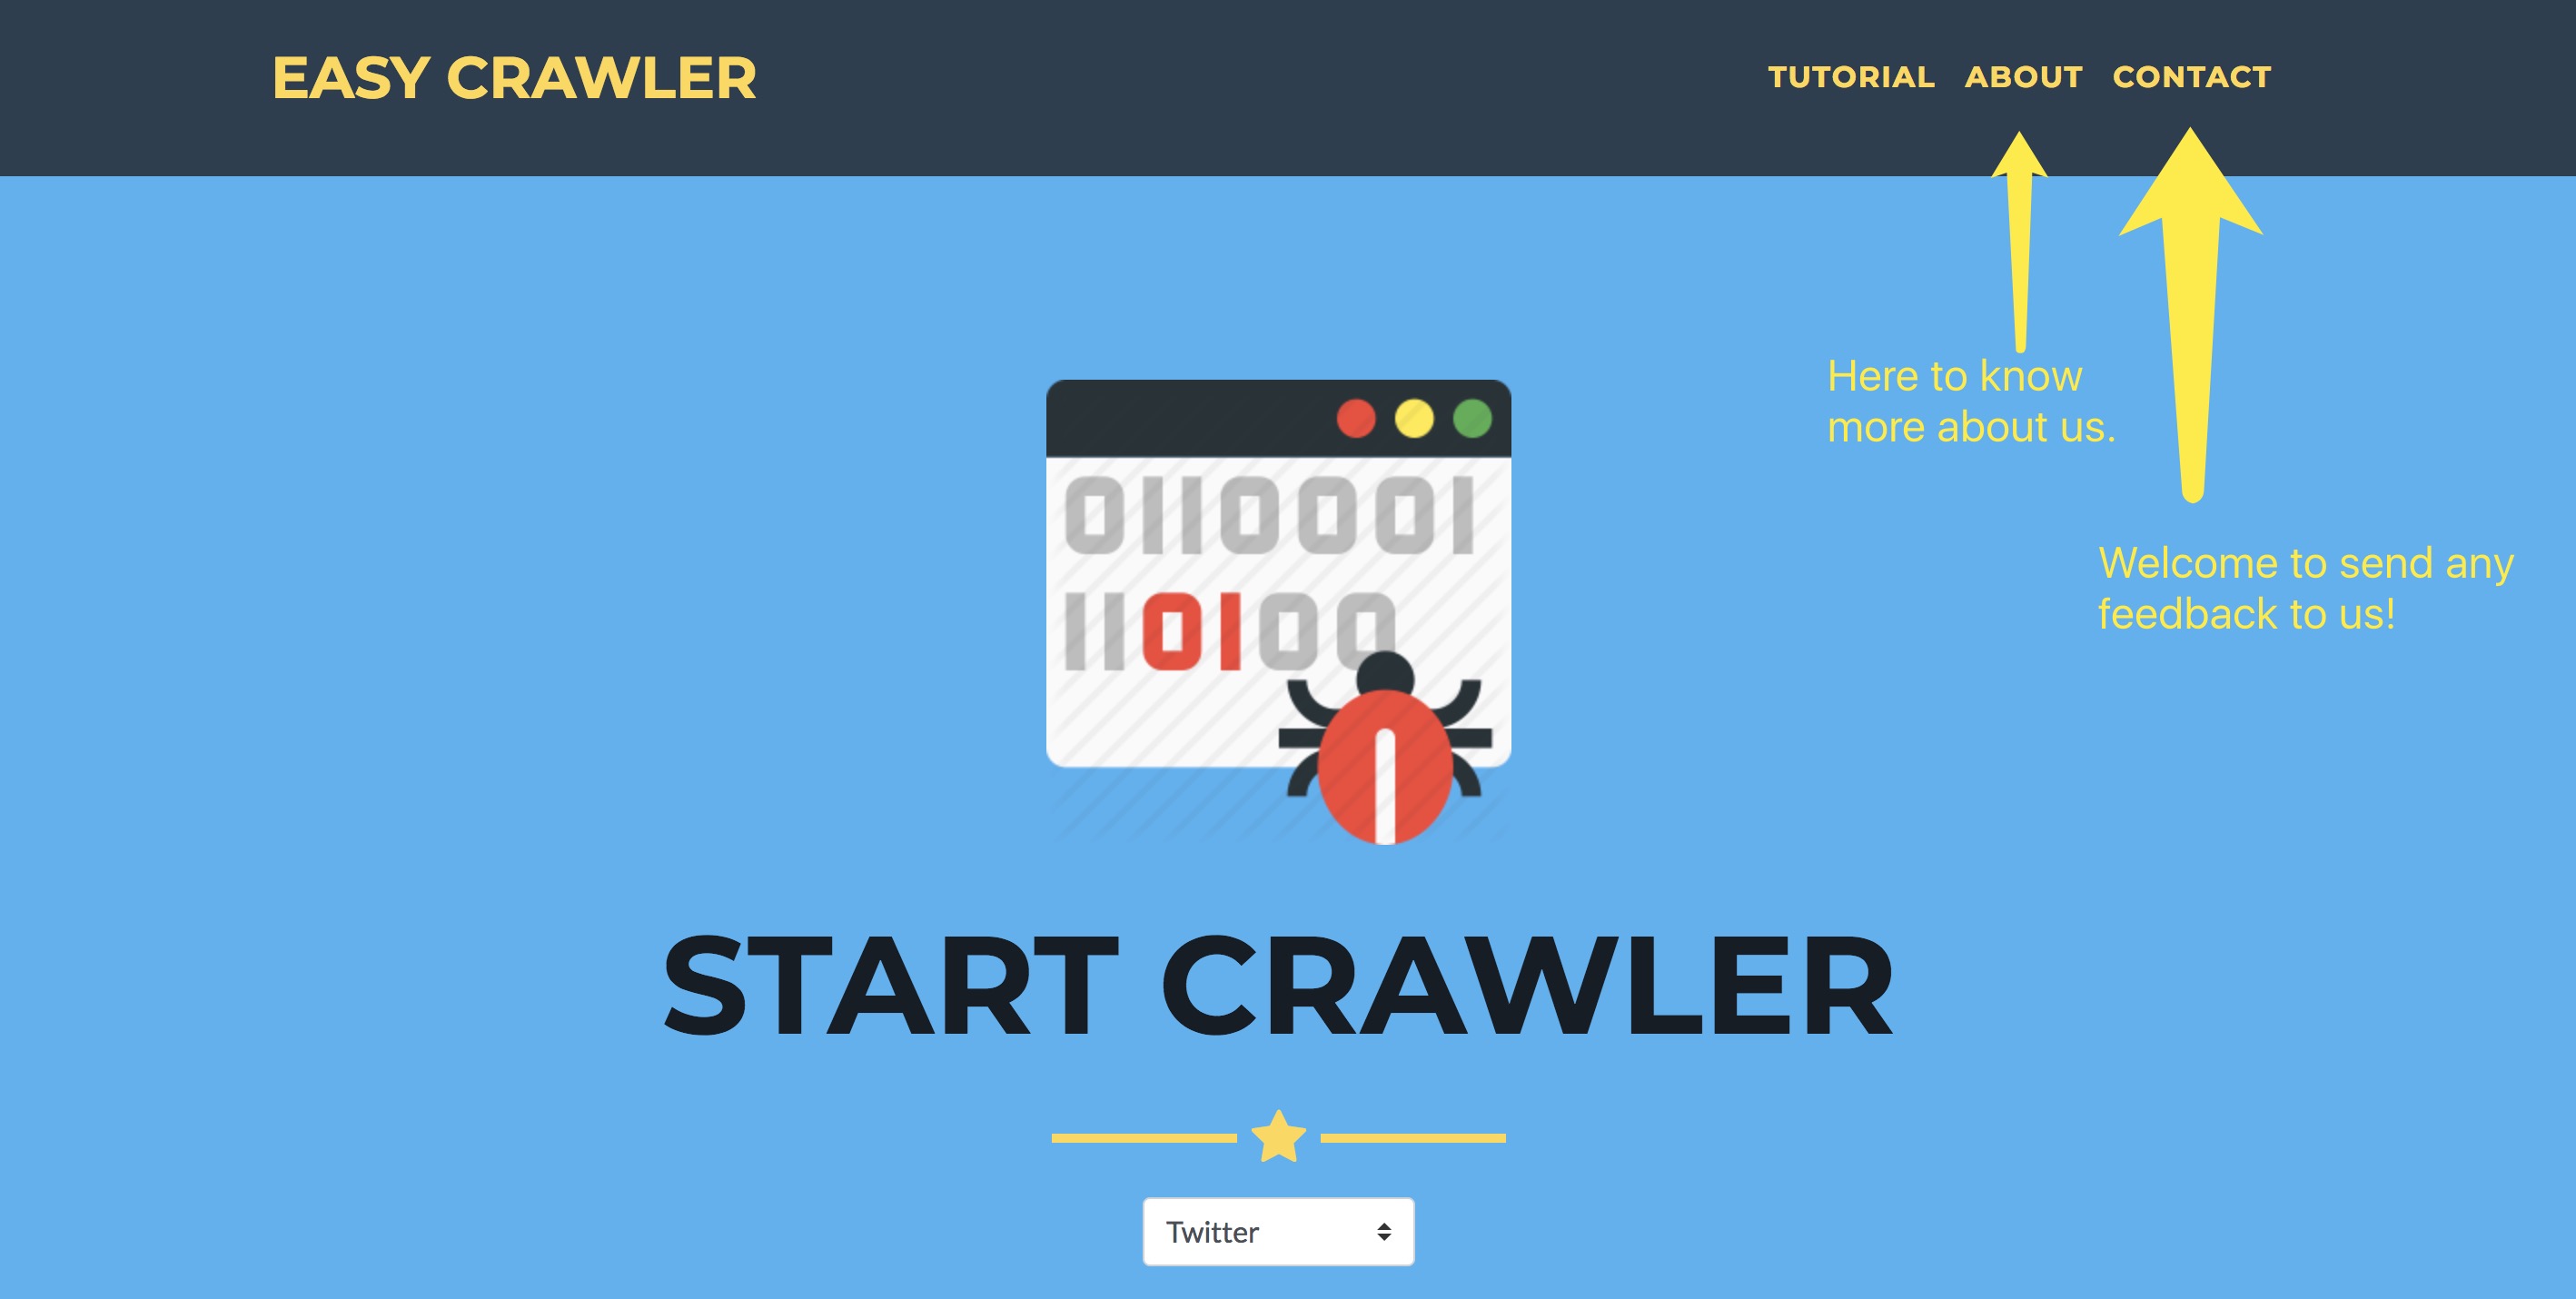 EASY CRAWLER
TUTORIAL ABOUT CONTACT
Here to know
more about us.
Welcome to send any
feedback to us!
0110001
110100
START CRAWLER
Twitter